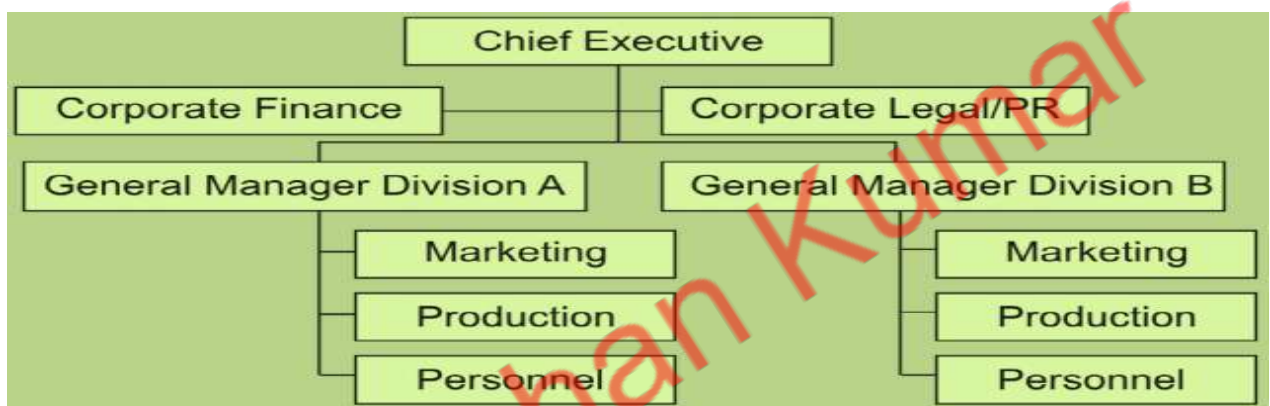 Chief Executive
Corporate Finance
Corporate Legal/PR
General Manager Division A
General Manager Division B
Marketing
Production
Personnel
Marketing
Production
Personnel
han Kumar